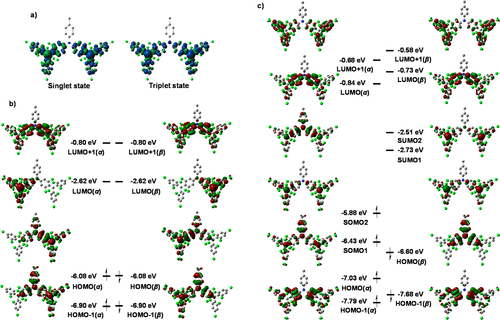 a)
Singlet state
Triplet state
b)
-0.80 eV
LUMO+1(α)
-0.80 eV
LUMO+1(β)
-2.62 eV
LUMO(α)
-2.62 eV
LUMO(β)
-6.08 eV
HOMO(α)
-6.08 eV
HOMO(β)
-6.90 eV
HOMO-1(α)
-6.90 eV
HOMO-1(β)
c)
-0.68 eV
LUMO+1(α)
-0.58 eV
LUMO+1(β)
-0.84 eV
LUMO(α)
-0.73 eV
LUMO(β)
-2.51 eV
SOMO2
-2.73 eV
SOMO1
-5.88 eV
SOMO2
-6.43 eV
SOMO1
-6.60 eV
HOMO(β)
-7.03 eV
HOMO(α)
-7.79 eV
HOMO-1(α)
-7.68 eV
HOMO-1(β)